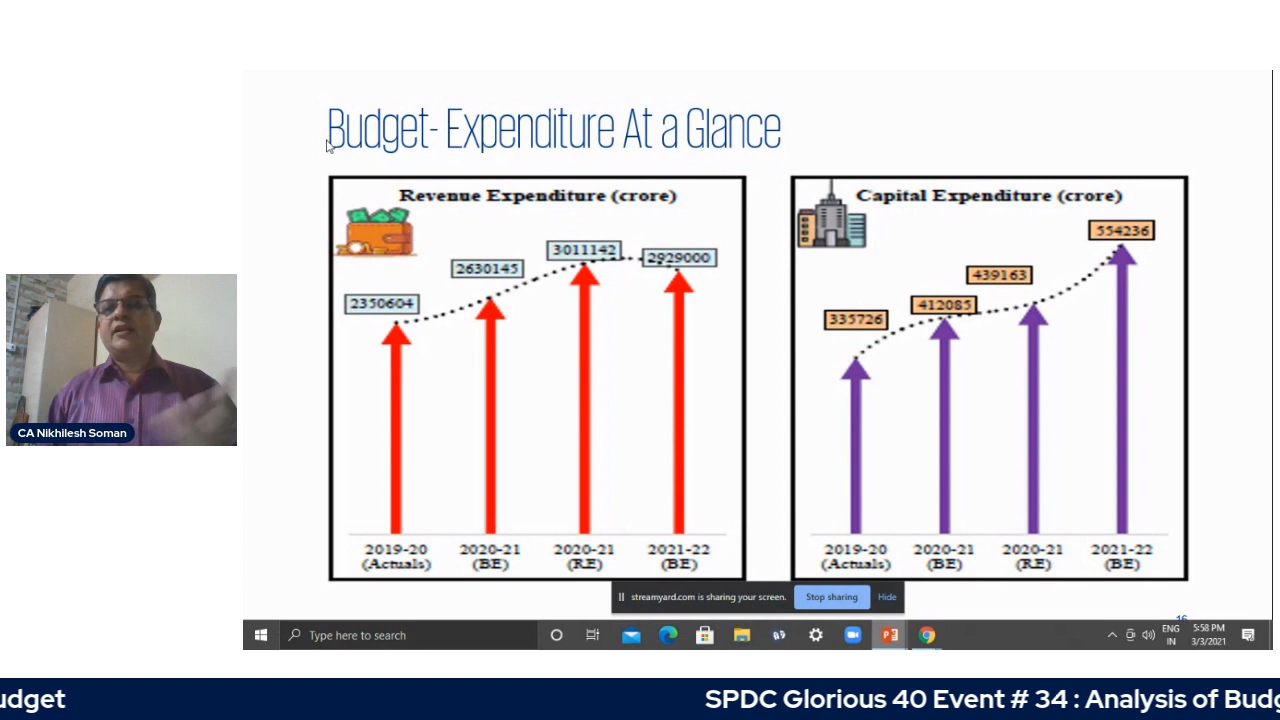 Budget- Expenditure At a Glance
Revenue Expenditure (crore)
2350604
2630145
3011142
2929000
2019-20
(Actuals)
2020-21
(BE)
2020-21
(RE)
2021-22
(BE)
Capital Expenditure (crore)
335726
412085
439163
554236
2019-20
(Actuals)
2020-21
(BE)
2020-21
(RE)
2021-22
(BE)
CA Nikhilesh Soman
streamyard.com is sharing your screen.
Stop sharing
Hide
16
Type here to search
ENG
IN
5:58 PM
3/3/2021
udget
SPDC Glorious 40 Event # 34 : Analysis of Budg